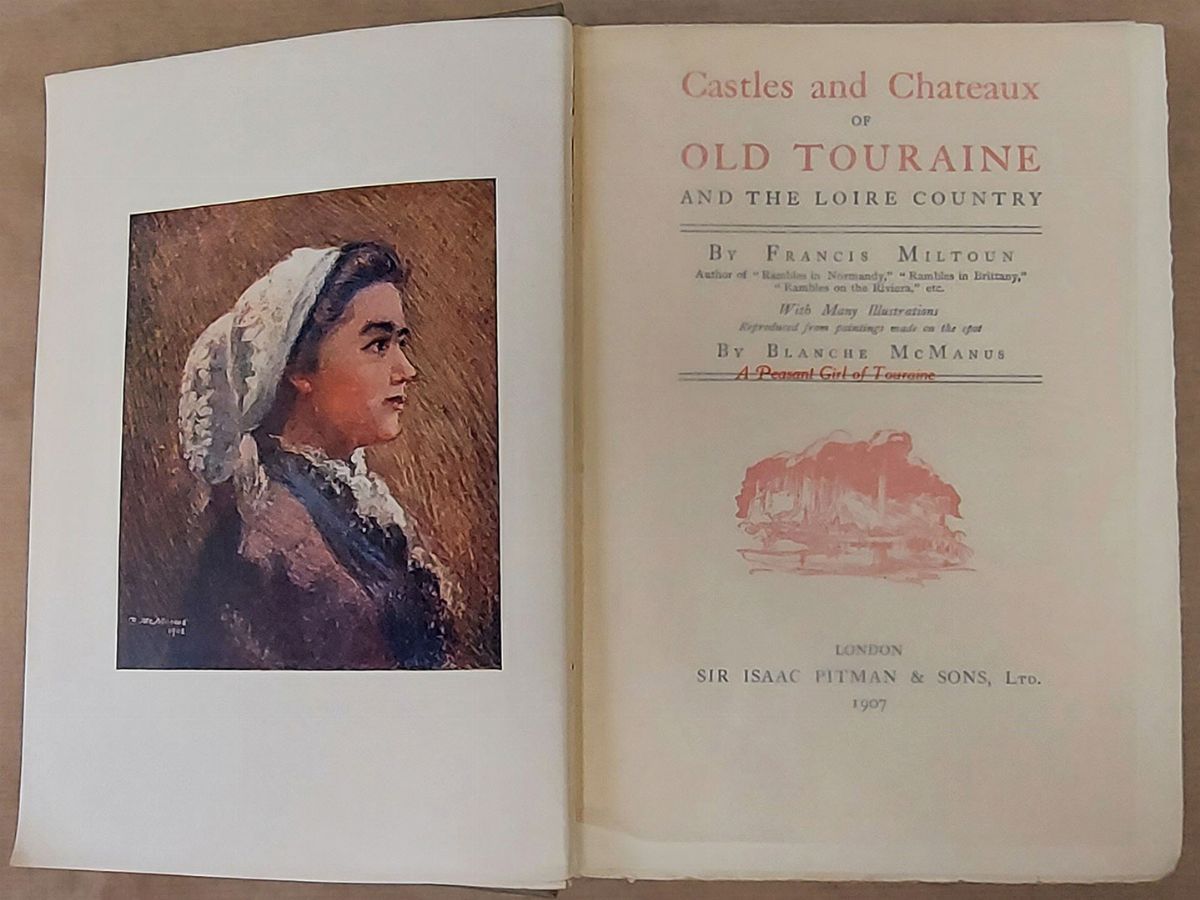 Castles and Chateaux
OF
OLD TOURAINE
AND THE LOIRE COUNTRY
BY FRANCIS MILTOUN
Author of "Rambles in Normandy," "Rambles in Brittany,"
"Rambles on the Riviera," etc.
With Many Illustrations
Reproduced from paintings made on the spot
BY BLANCHE MCMANUS
A Peasant Girl of Touraine
LONDON
SIR ISAAC PITMAN & SONS, LTD.
1907